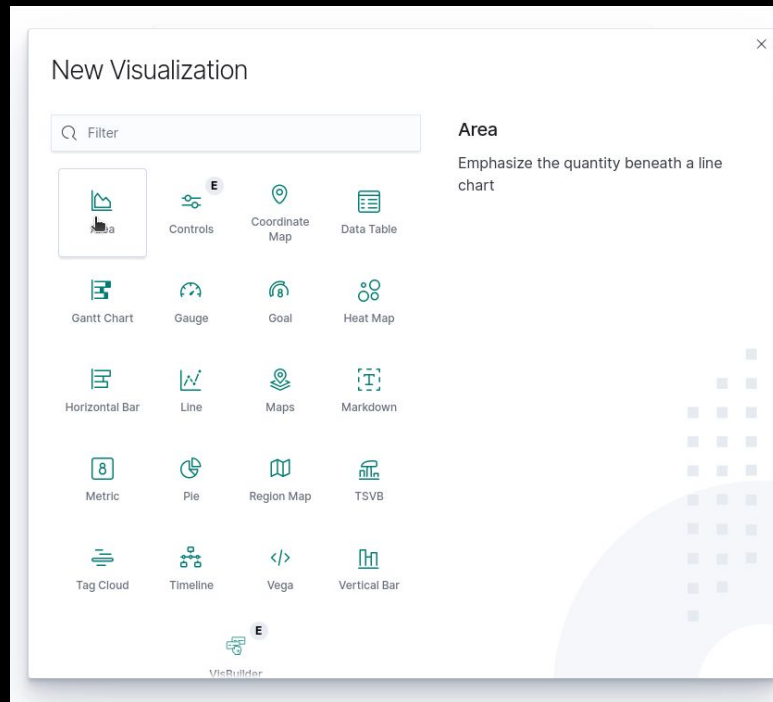 New Visualization
Filter
Area
Emphasize the quantity beneath a line
chart
E
Controls
Coordinate
Map
Data Table
Gantt Chart
Gauge
Goal
8
Heat Map
Horizontal Bar
Line
Maps
T
Markdown
8
Metric
Pie
Region Map
TSVB
Tag Cloud
Timeline
</>
Vega
Vertical Bar
E
VisBuilder